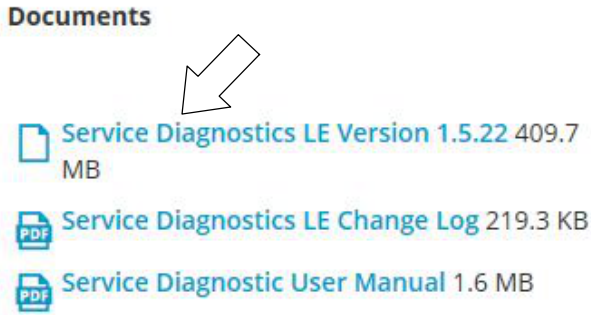 Documents
Service Diagnostics LE Version 1.5.22 409.7
MB
PDF Service Diagnostics LE Change Log 219.3 KB
PDF Service Diagnostic User Manual 1.6 MB